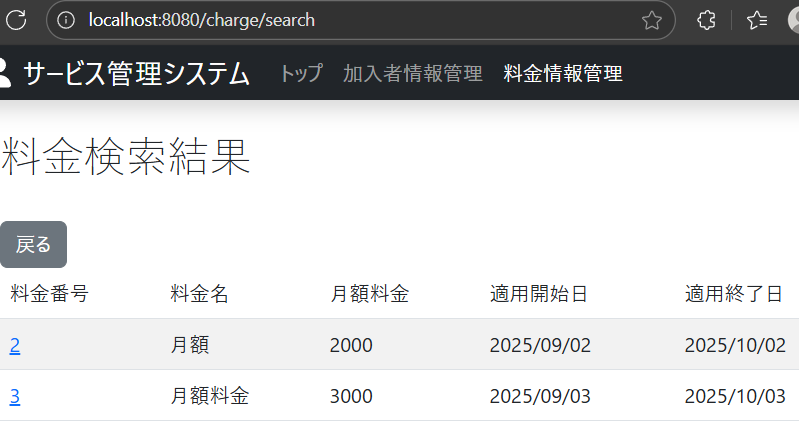 localhost:8080/charge/search
サービス管理システム トップ 加入者情報管理 料金情報管理
料金検索結果
戻る
料金番号 料金名 月額料金 適用開始日 適用終了日
2 月額 2000 2025/09/02 2025/10/02
3 月額料金 3000 2025/09/03 2025/10/03